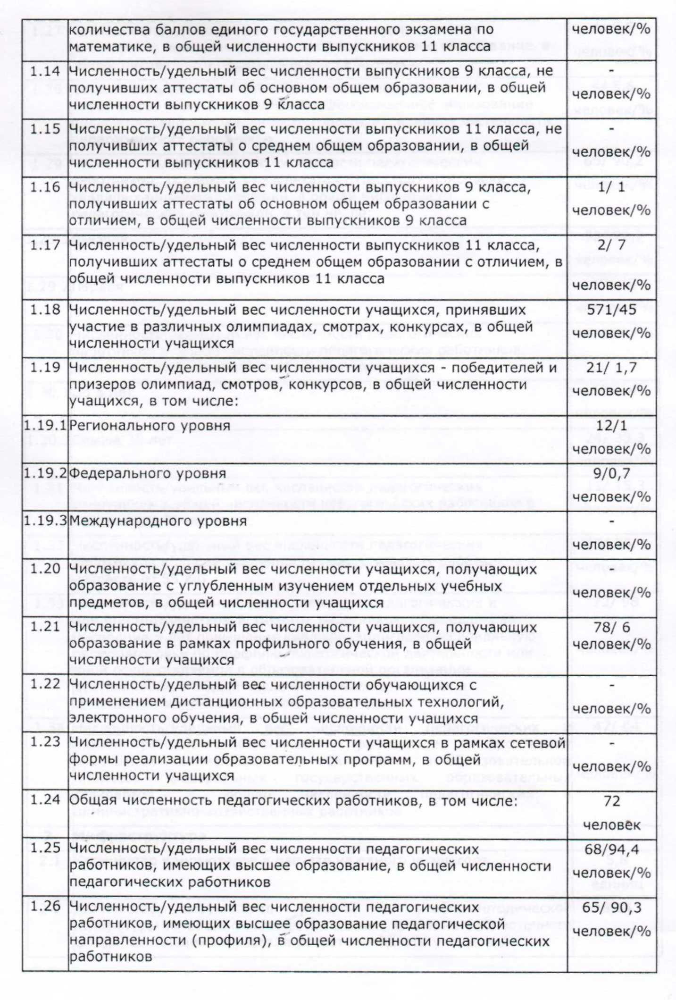 количества баллов единого государственного экзамена по
математике, в общей численности выпускников 11 класса
человек/%
1.14 Численность/удельный вес численности выпускников 9 класса, не
получивших аттестаты об основном общем образовании, в общей
численности выпускников 9 класса
-
человек/%
1.15 Численность/удельный вес численности выпускников 11 класса, не
получивших аттестаты о среднем общем образовании, в общей
численности выпускников 11 класса
-
человек/%
1.16 Численность/удельный вес численности выпускников 9 класса,
получивших аттестаты об основном общем образовании с
отличием, в общей численности выпускников 9 класса
1/ 1
человек/%
1.17 Численность/удельный вес численности выпускников 11 класса,
получивших аттестаты о среднем общем образовании с отличием, в
общей численности выпускников 11 класса
2/ 7
человек/%
1.18 Численность/удельный вес численности учащихся, принявших
участие в различных олимпиадах, смотрах, конкурсах, в общей
численности учащихся
571/45
человек/%
1.19 Численность/удельный вес численности учащихся - победителей и
призеров олимпиад, смотров, конкурсов, в общей численности
учащихся, в том числе:
21/ 1,7
человек/%
1.19.1 Регионального уровня
12/1
человек/%
1.19.2 Федерального уровня
9/0,7
человек/%
1.19.3 Международного уровня
-
человек/%
1.20 Численность/удельный вес численности учащихся, получающих
образование с углубленным изучением отдельных учебных
предметов, в общей численности учащихся
-
человек/%
1.21 Численность/удельный вес численности учащихся, получающих
образование в рамках профильного обучения, в общей
численности учащихся
78/ 6
человек/%
1.22 Численность/удельный вес численности обучающихся с
применением дистанционных образовательных технологий,
электронного обучения, в общей численности учащихся
-
человек/%
1.23 Численность/удельный вес численности учащихся в рамках сетевой
формы реализации образовательных программ, в общей
численности учащихся
-
человек/%
1.24 Общая численность педагогических работников, в том числе:
72
человек
1.25 Численность/удельный вес численности педагогических
работников, имеющих высшее образование, в общей численности
педагогических работников
68/94,4
человек/%
1.26 Численность/удельный вес численности педагогических
работников, имеющих высшее образование педагогической
направленности (профиля), в общей численности педагогических
работников
65/ 90,3
человек/%